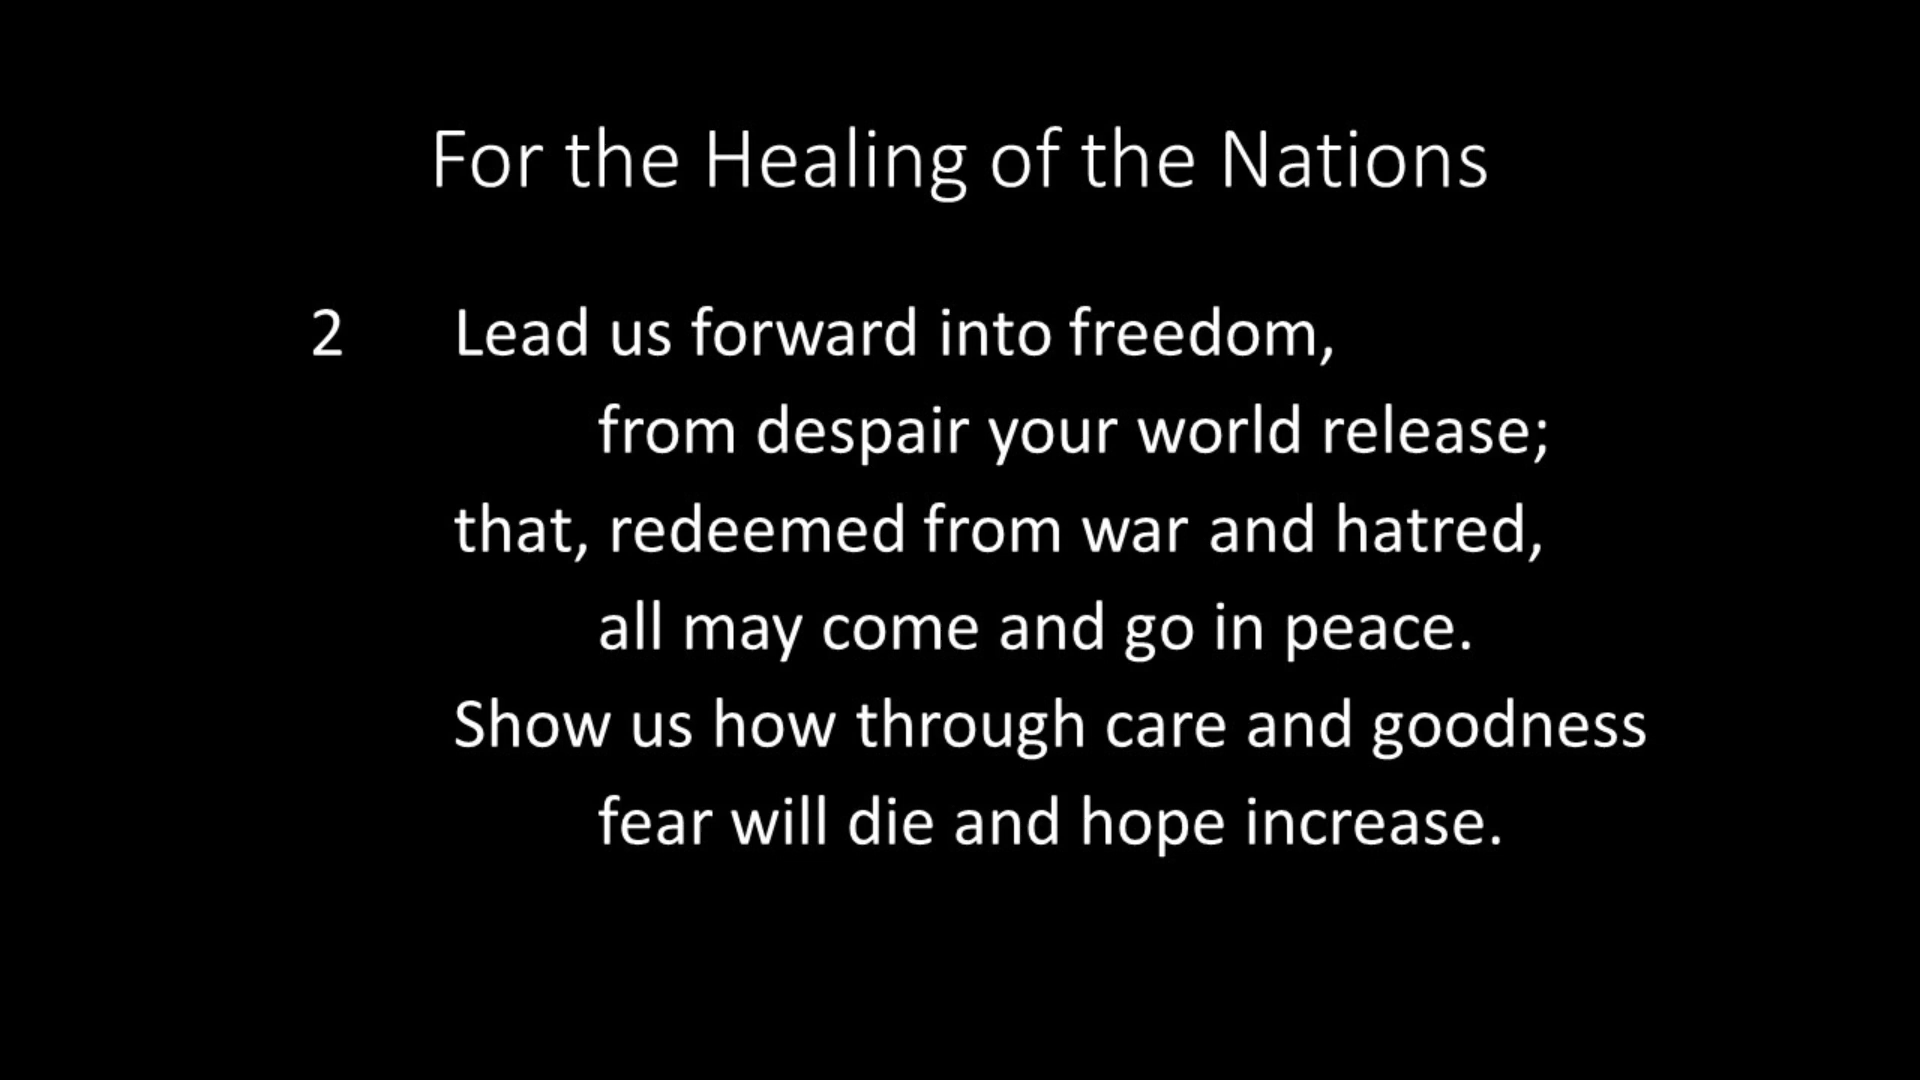 For the Healing of the Nations
2 Lead us forward into freedom,
from despair your world release;
that, redeemed from war and hatred,
all may come and go in peace.
Show us how through care and goodness
fear will die and hope increase.